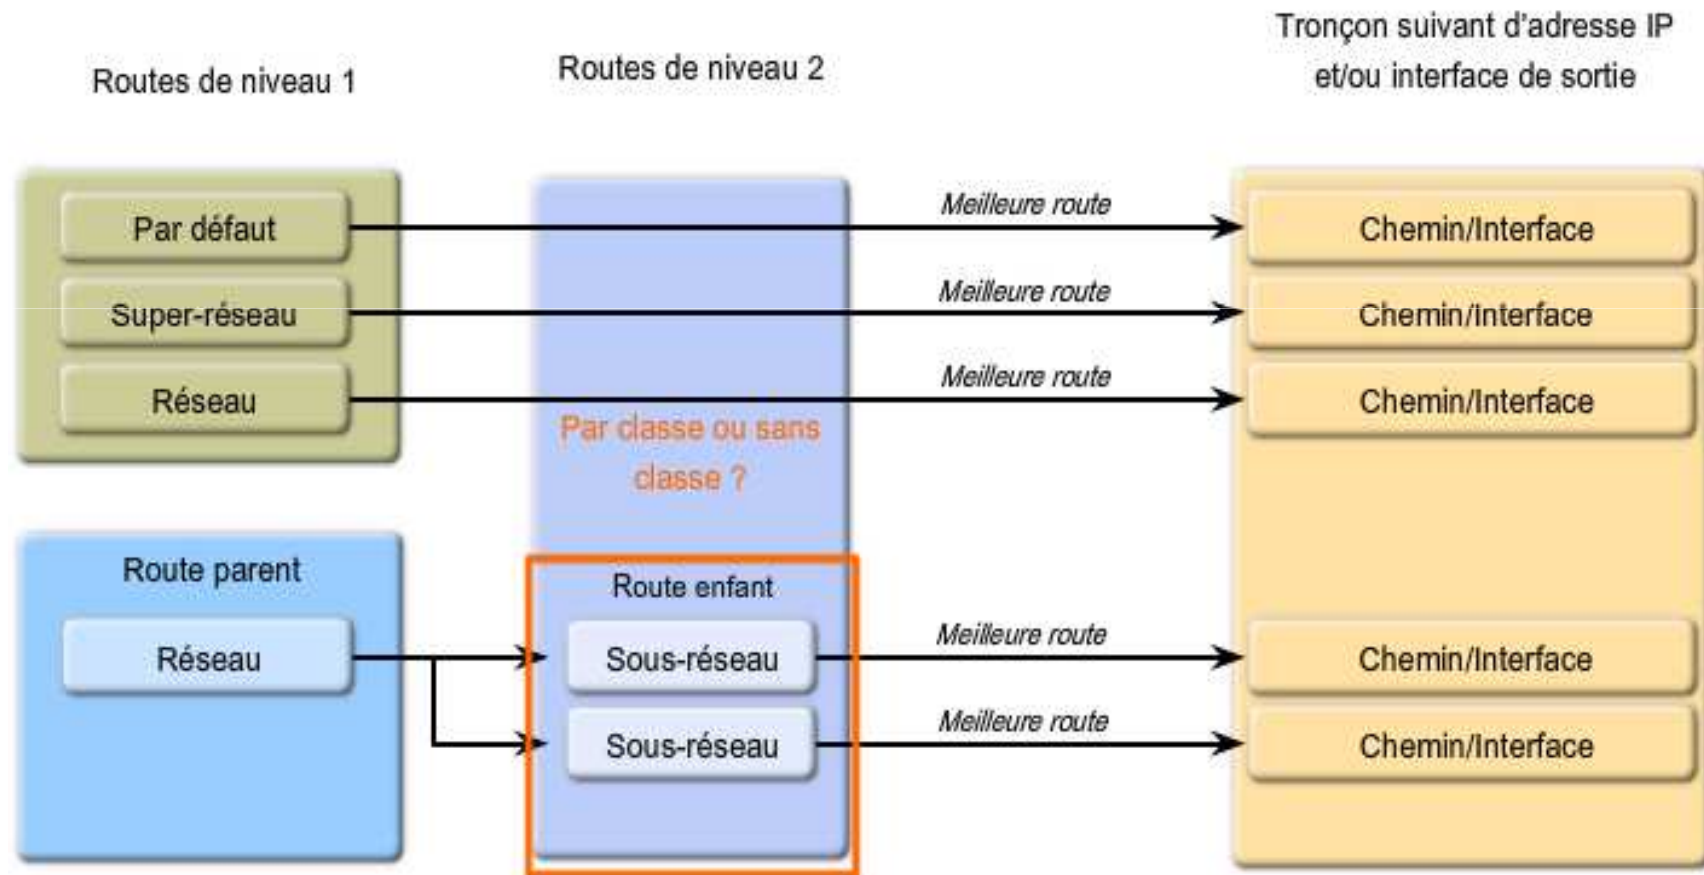 Routes de niveau 1
Routes de niveau 2
Tronçon suivant d'adresse IP
et/ou interface de sortie
Par défaut
Meilleure route
Chemin/Interface
Super-réseau
Meilleure route
Chemin/Interface
Réseau
Meilleure route
Chemin/Interface
Par classe ou sans
classe ?
Route parent
Route enfant
Réseau
Sous-réseau
Meilleure route
Chemin/Interface
Sous-réseau
Meilleure route
Chemin/Interface